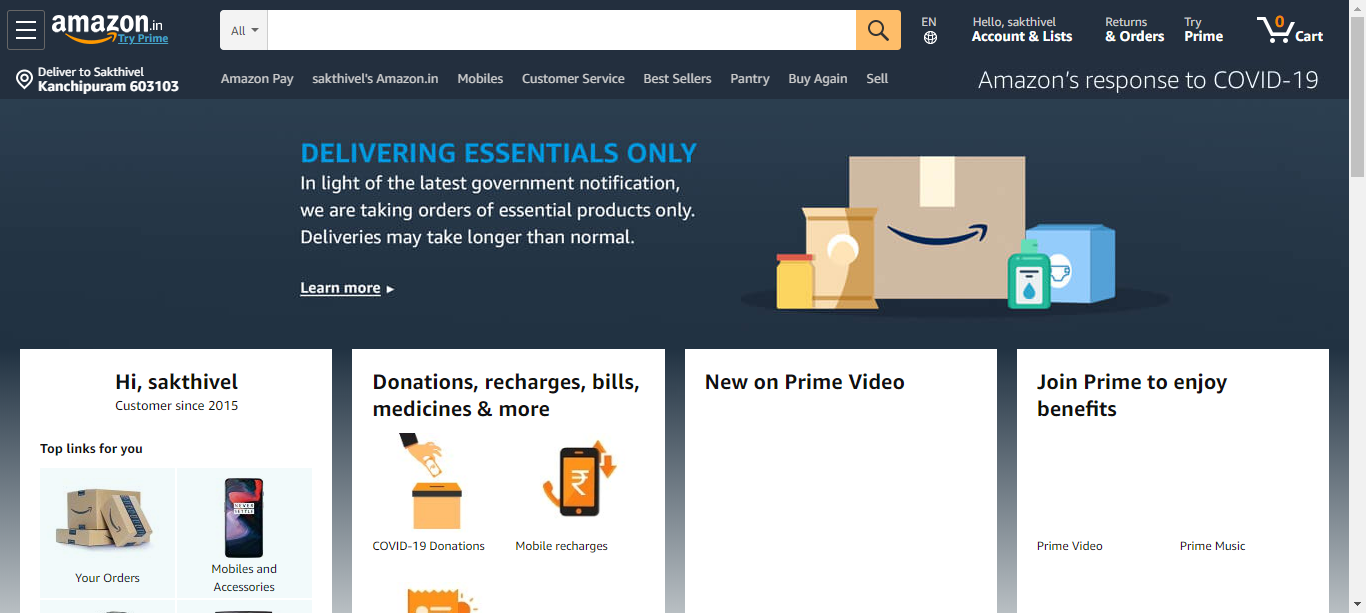 amazon.in
Try Prime
All
EN
Hello, sakthivel
Account & Lists
Returns
& Orders
Try
Prime
0
Cart
Deliver to Sakthivel
Kanchipuram 603103
Amazon Pay
sakthivel's Amazon.in
Mobiles
Customer Service
Best Sellers
Pantry
Buy Again
Sell
Amazon's response to COVID-19
DELIVERING ESSENTIALS ONLY
In light of the latest government notification,
we are taking orders of essential products only.
Deliveries may take longer than normal.
Learn more
Hi, sakthivel
Customer since 2015
Top links for you
NEVER
SETTLE
Your Orders
Mobiles and
Accessories
Donations, recharges, bills,
medicines & more
₹
COVID-19 Donations
Mobile recharges
New on Prime Video
Join Prime to enjoy
benefits
Prime Video
Prime Music